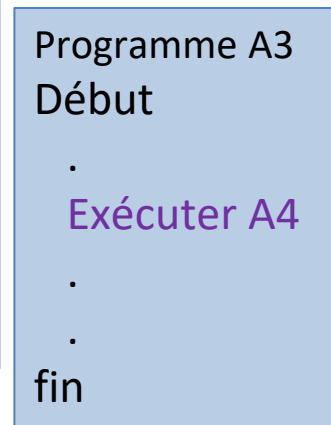 Programme A3
Début
.
Exécuter A4
.
.
fin